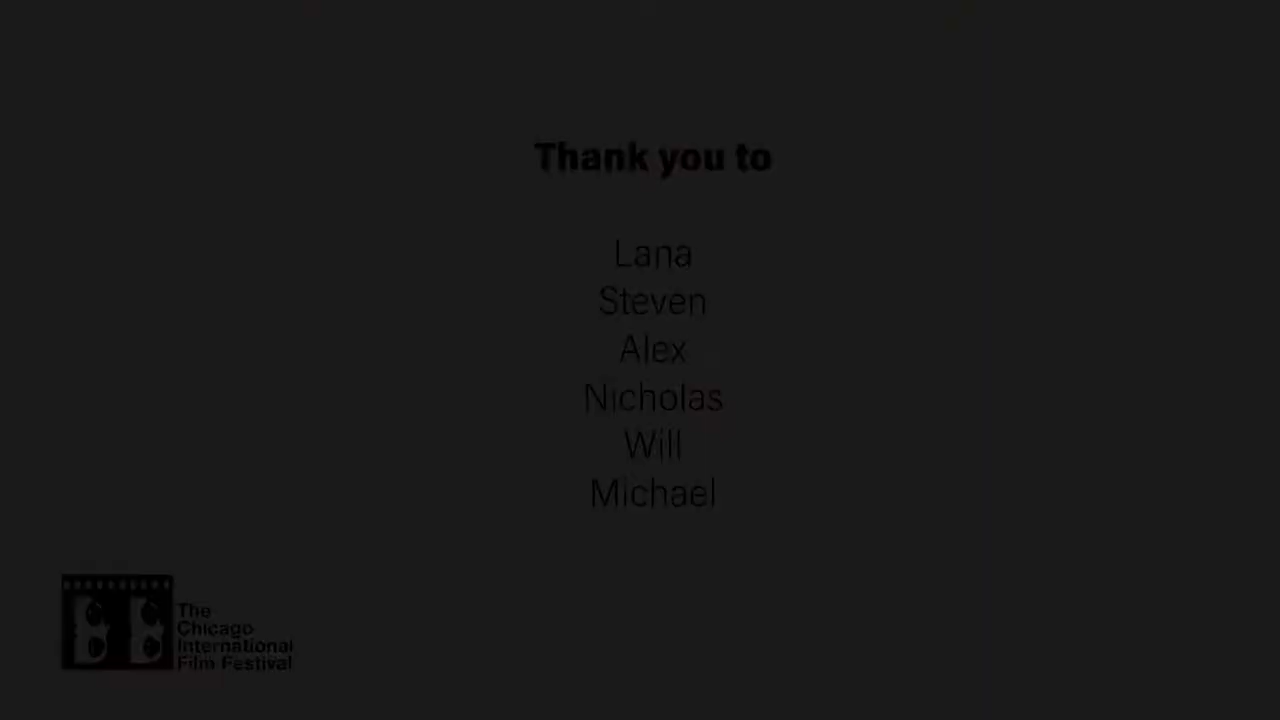 Thank you to
Lana
Steven
Alex
Nicholas
Will
Michael
The
Chicago
International
Film Festival